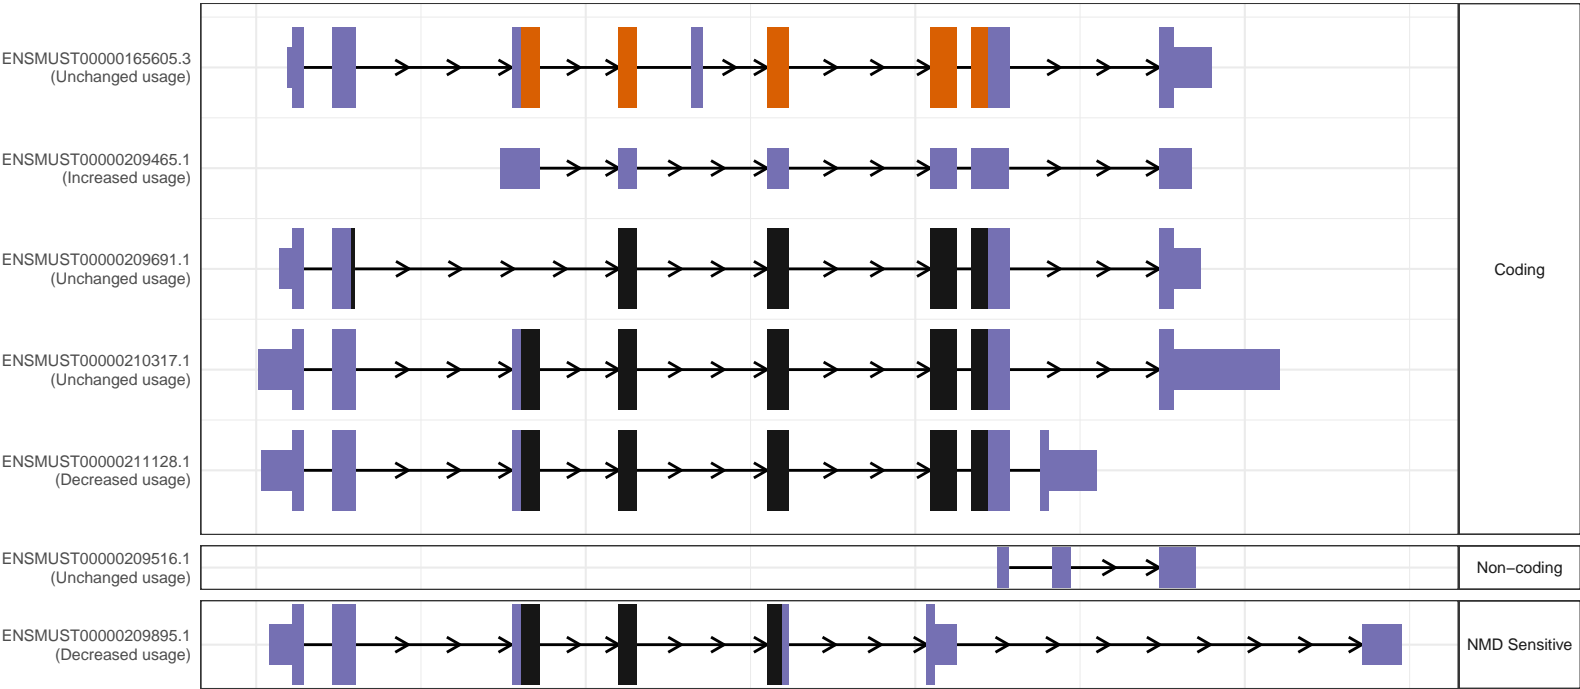 ENSMUST00000165605.3
(Unchanged usage)
ENSMUST00000209465.1
(Increased usage)
ENSMUST00000209691.1
(Unchanged usage)
Coding
ENSMUST00000210317.1
(Unchanged usage)
ENSMUST00000211128.1
(Decreased usage)
ENSMUST00000209516.1
(Unchanged usage)
Non−coding
ENSMUST00000209895.1
(Decreased usage)
NMD Sensitive